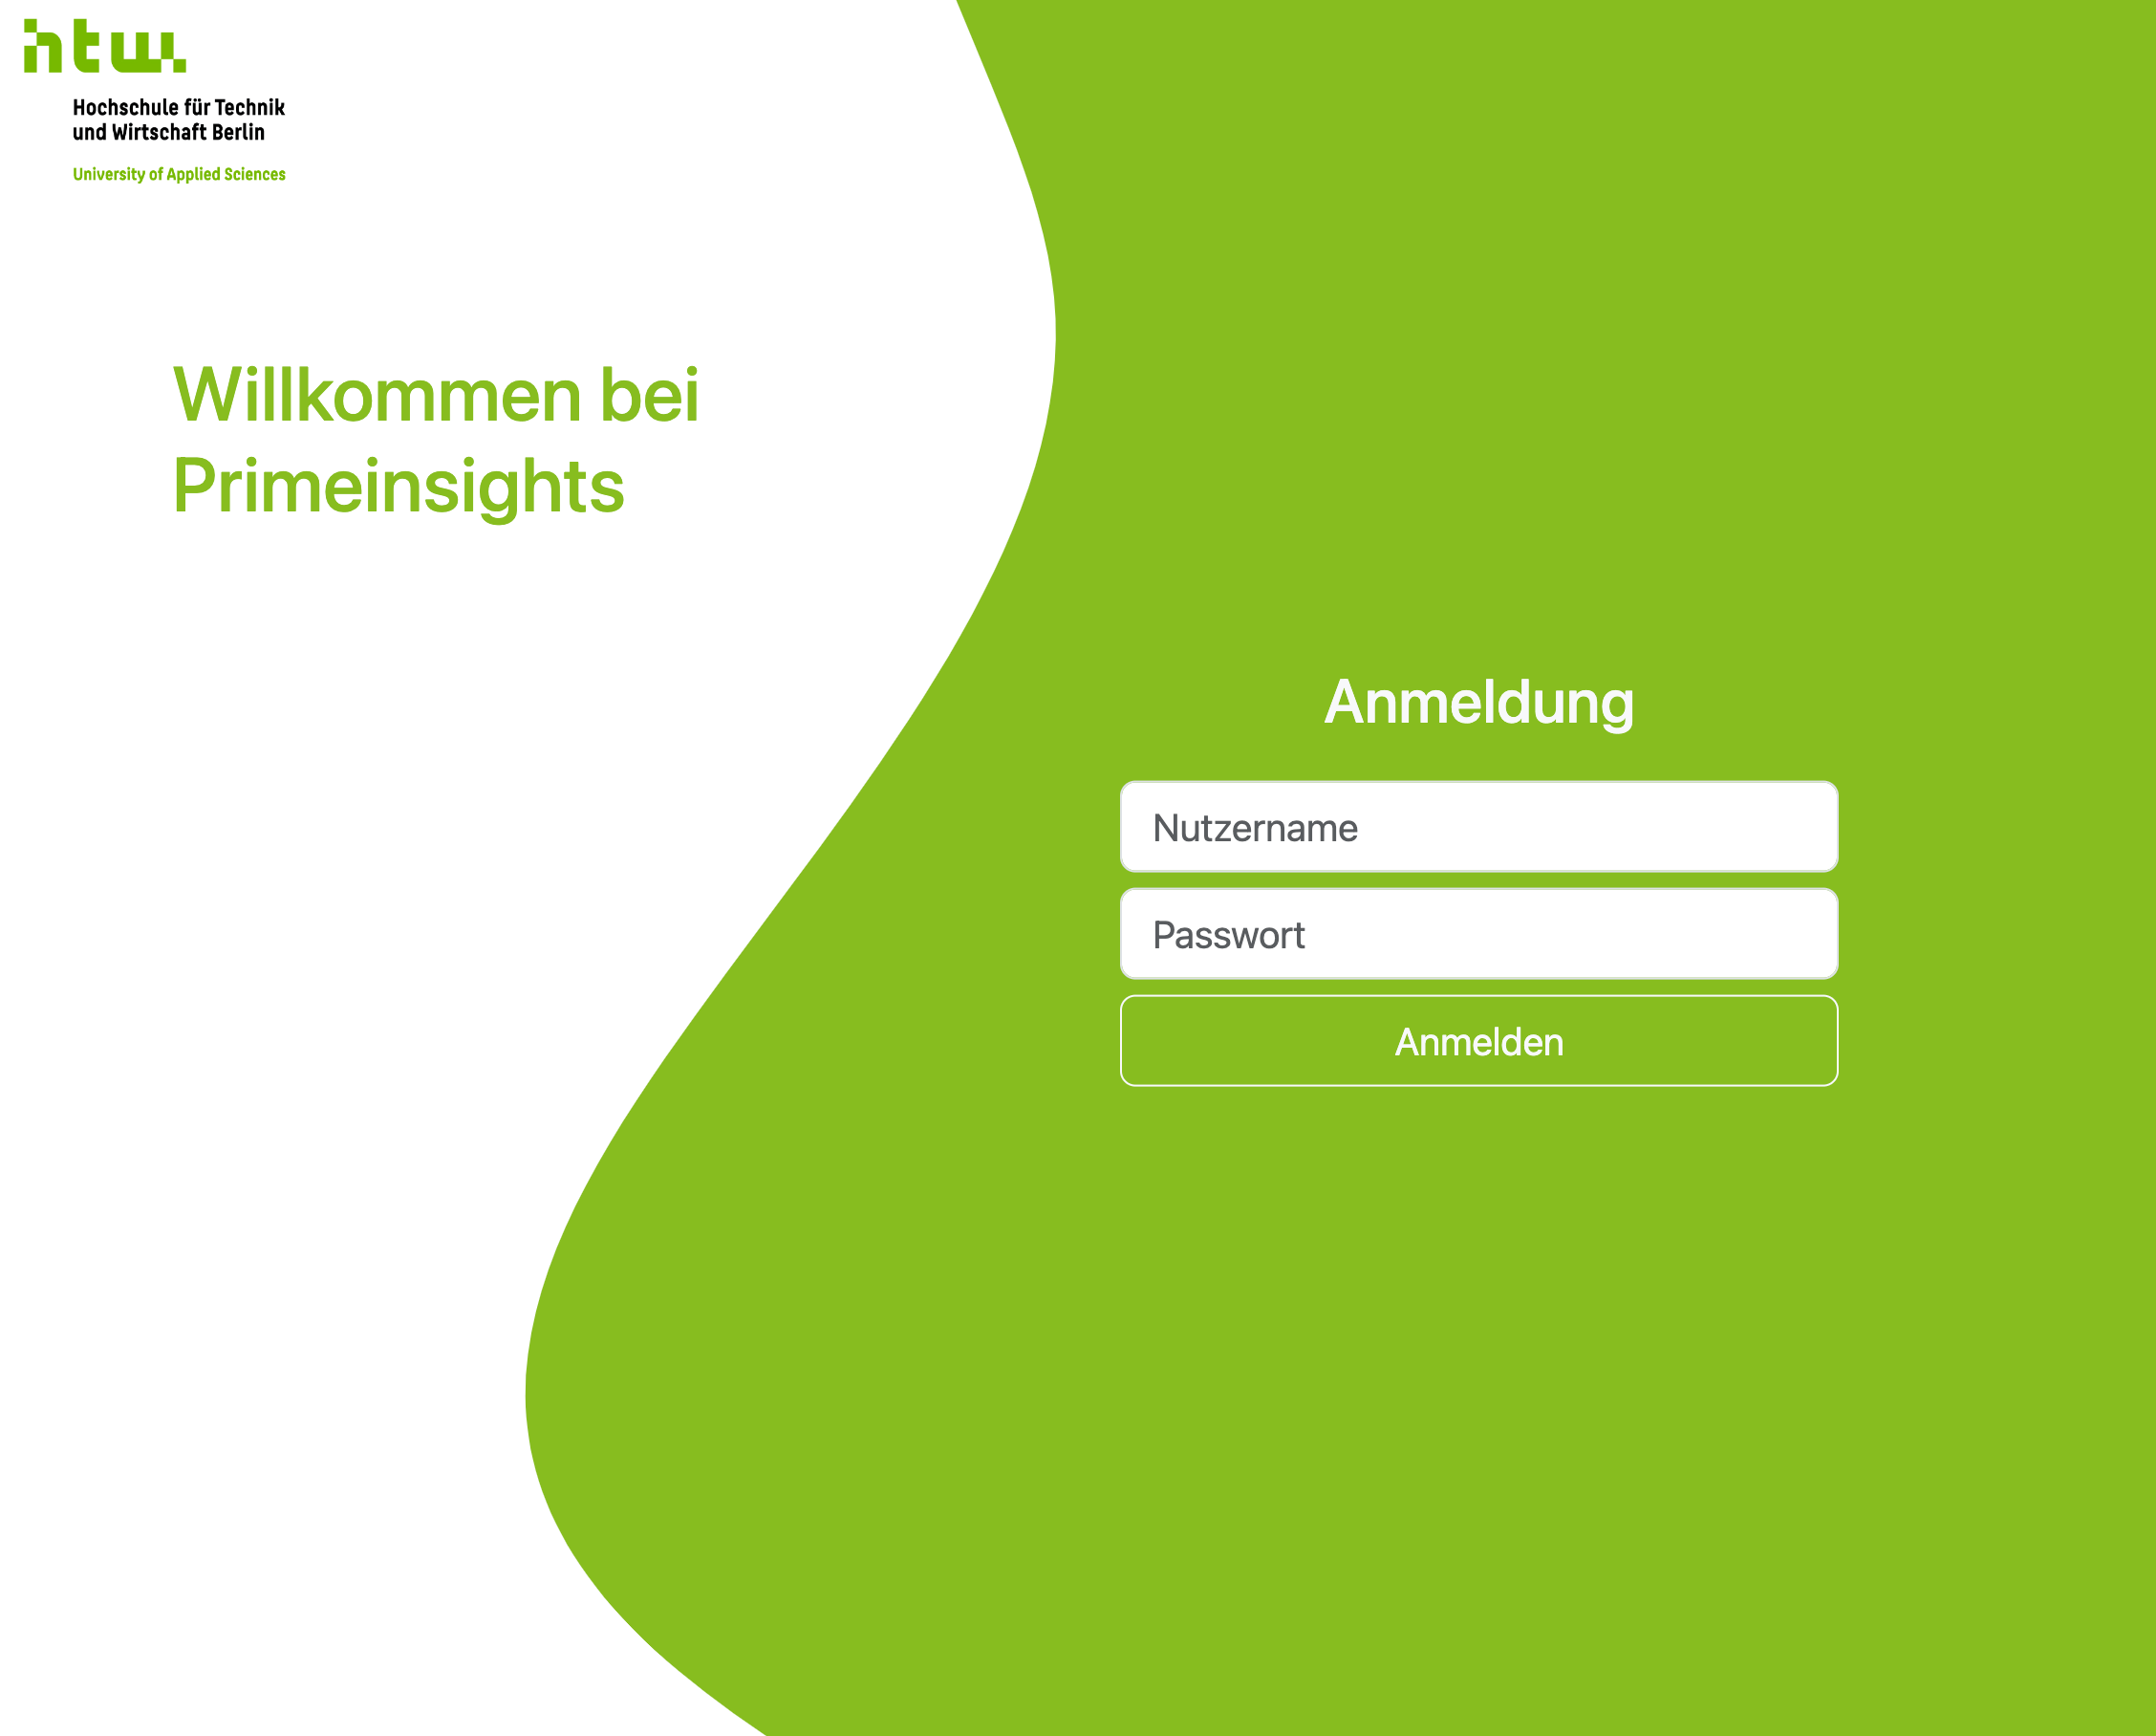 htw.
Hochschule für Technik
und Wirtschaft Berlin
University of Applied Sciences
Willkommen bei
Primeinsights
Anmeldung
Nutzername
Passwort
Anmelden